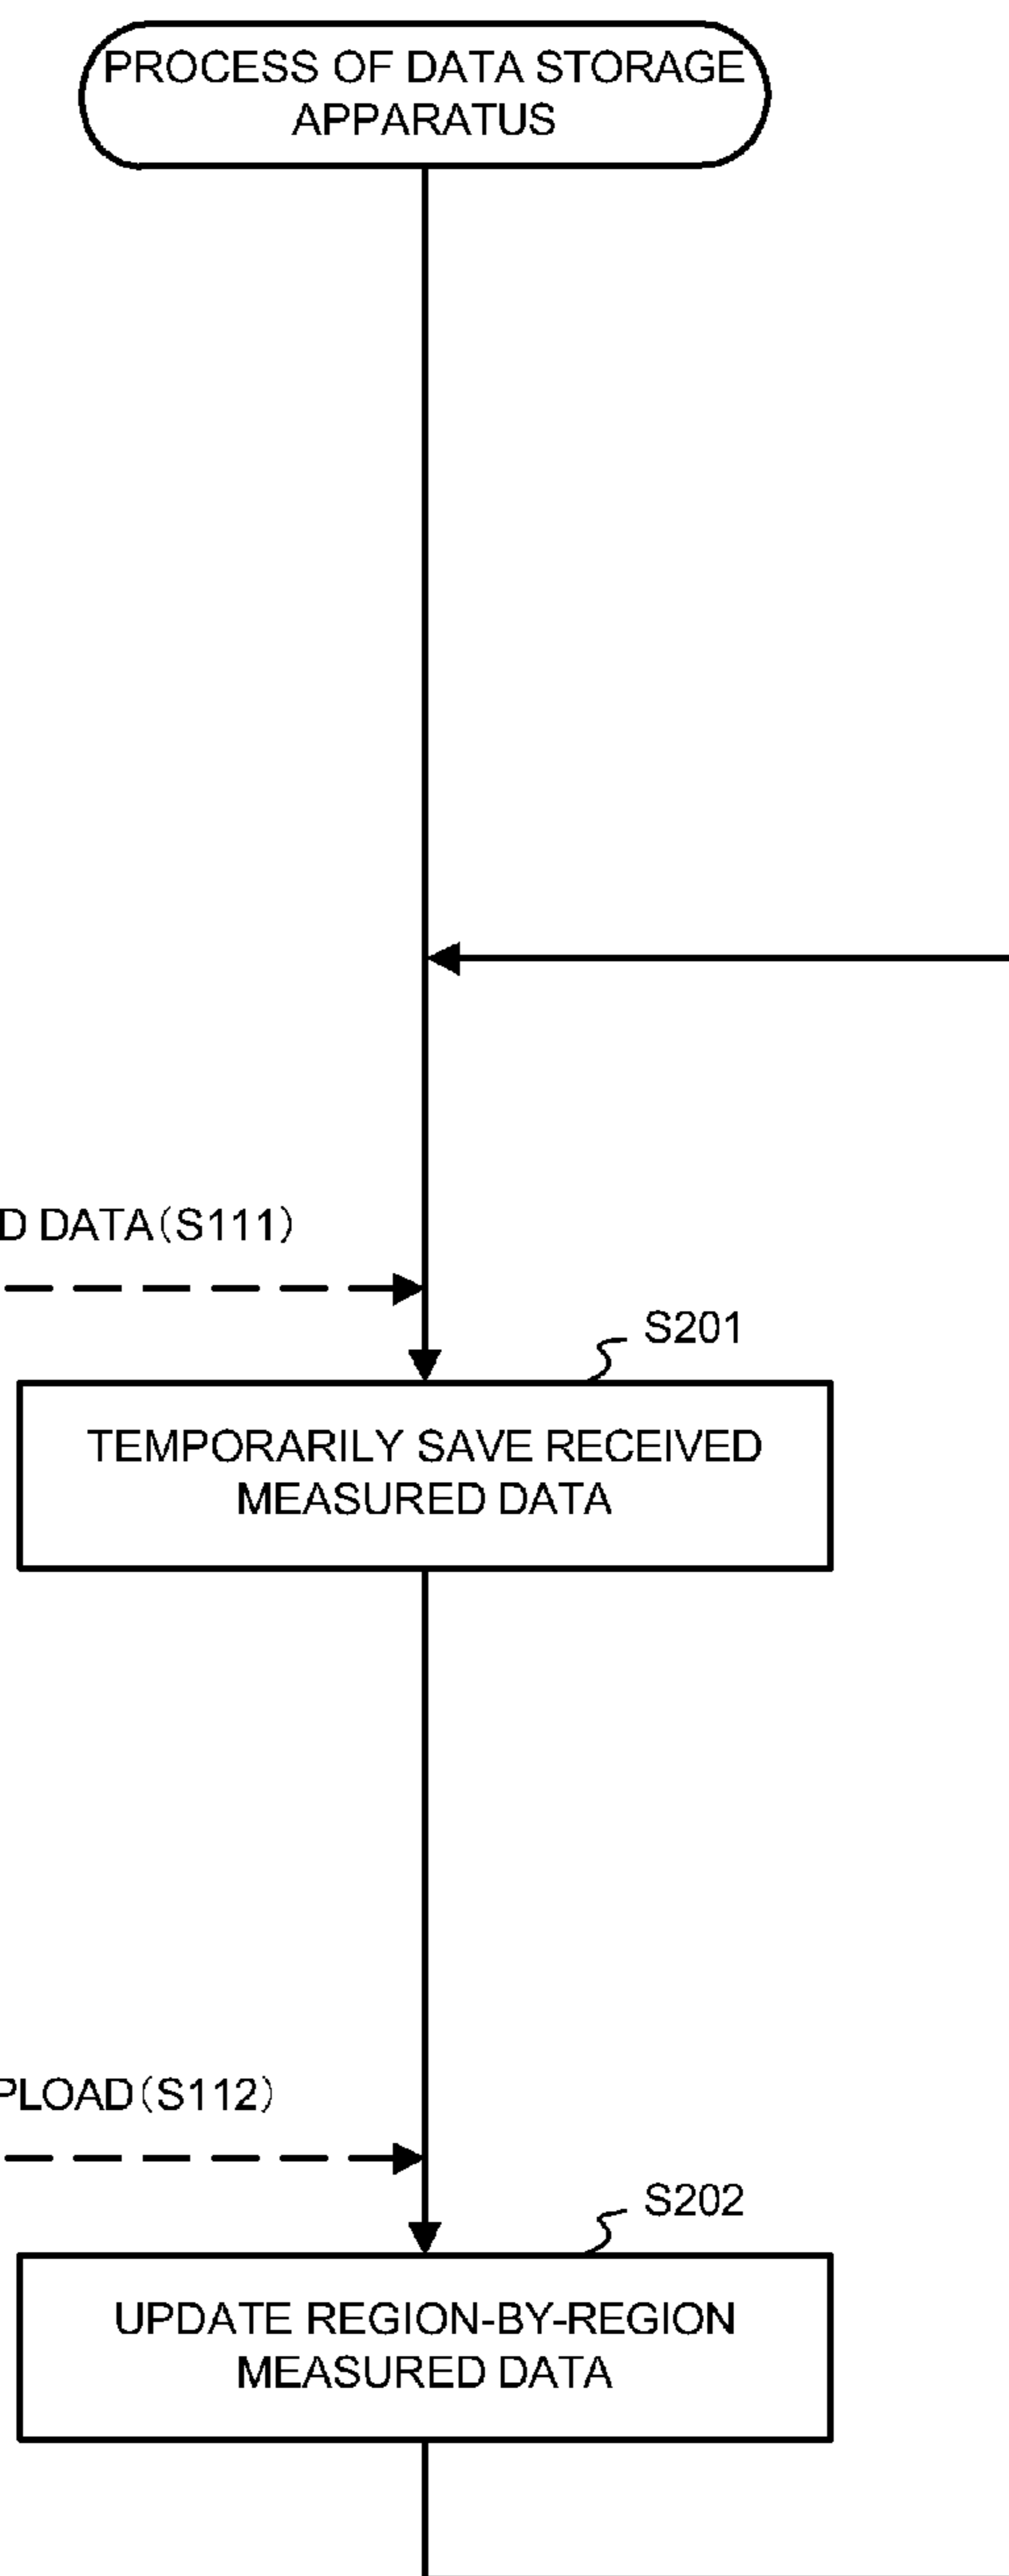 PROCESS OF DATA STORAGE
APPARATUS
D DATA(S111)
S201
TEMPORARILY SAVE RECEIVED
MEASURED DATA
PLOAD(S112)
S202
UPDATE REGION-BY-REGION
MEASURED DATA